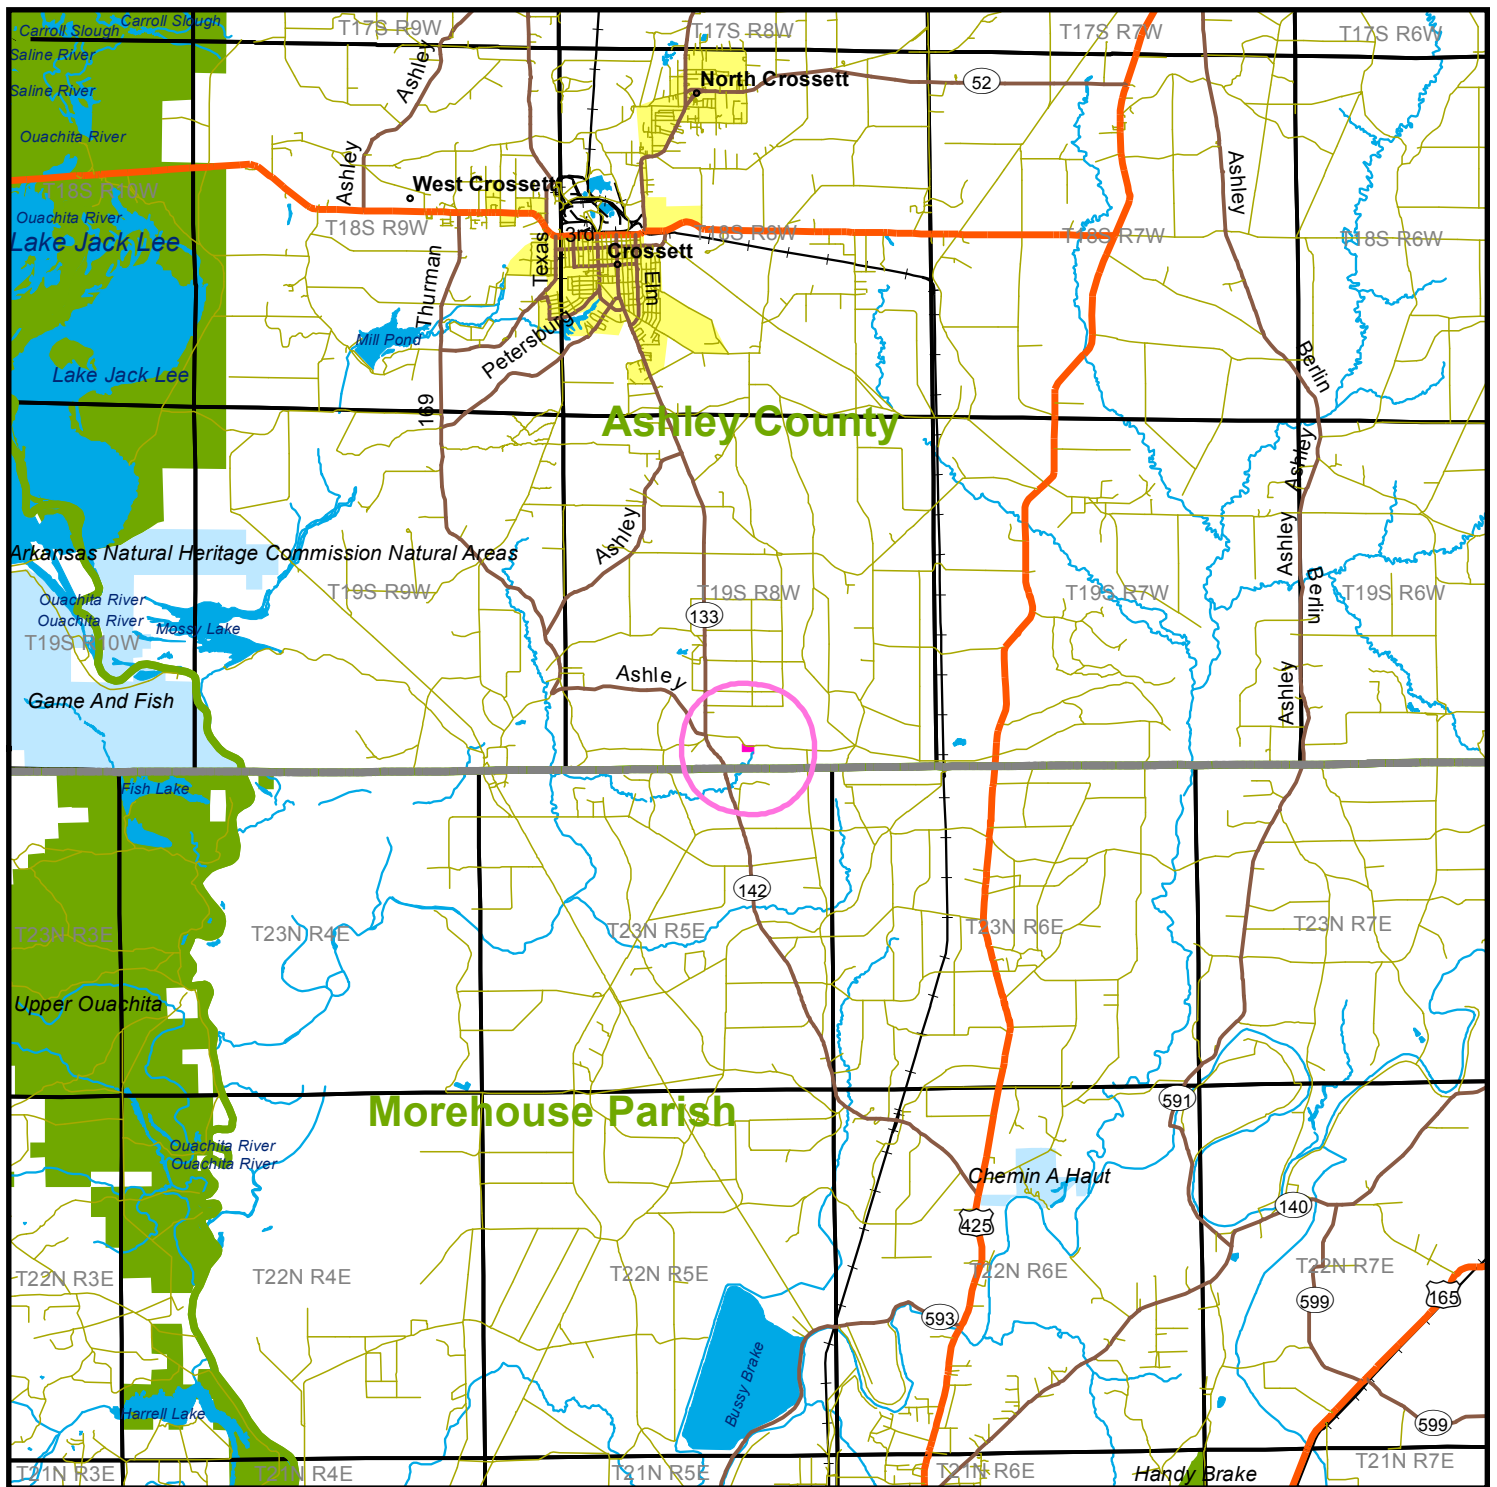 Carroll Slough
Carroll Slough
T17S R9W
T17S R8W
T17S R7W
T17S R6W
Saline River
Ashley
North Crossett
52
Saline River
Ouachita River
Ashley
Ashley
West Crossett
T18S R10W
Ouachita River
T18S R9W
3rd
T18S R8W
T18S R7W
T18S R6W
Lake Jack Lee
Texas
Crossett
Thurman
Elm
Mill Pond
Petersburg
Berlin
Lake Jack Lee
169
Ashley County
Ashley
Ashley
Ashley
Arkansas Natural Heritage Commission Natural Areas
T19S R9W
T19S R8W
T19S R7W
Berlin
T19S R6W
Ouachita River
Ouachita River
133
Mossy Lake
T19S R10W
Ashley
Ashley
Game And Fish
Fish Lake
142
T23N R3E
T23N R4E
T23N R5E
T23N R6E
T23N R7E
Upper Ouachita
Morehouse Parish
591
Ouachita River
Ouachita River
Chemin A Haut
140
425
T22N R3E
T22N R4E
T22N R5E
T22N R6E
T22N R7E
593
599
165
Bussy Brake
Harrell Lake
599
T21N R3E
T21N R4E
T21N R5E
T21N R6E
Handy Brake
T21N R7E